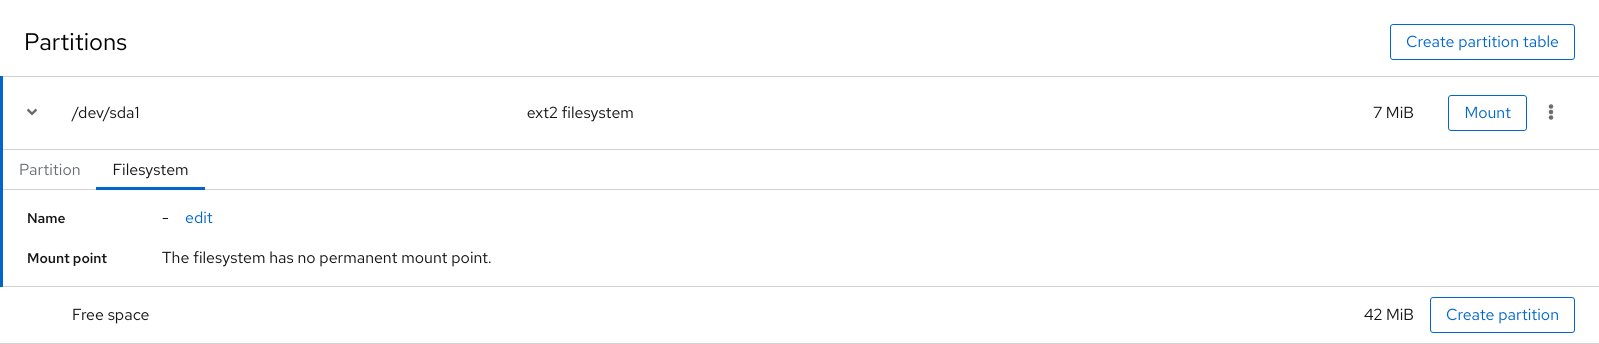 Partitions
Create partition table
/dev/sda1 ext2 filesystem 7 MiB Mount
Partition Filesystem
Name - edit
Mount point The filesystem has no permanent mount point.
Free space 42 MiB Create partition